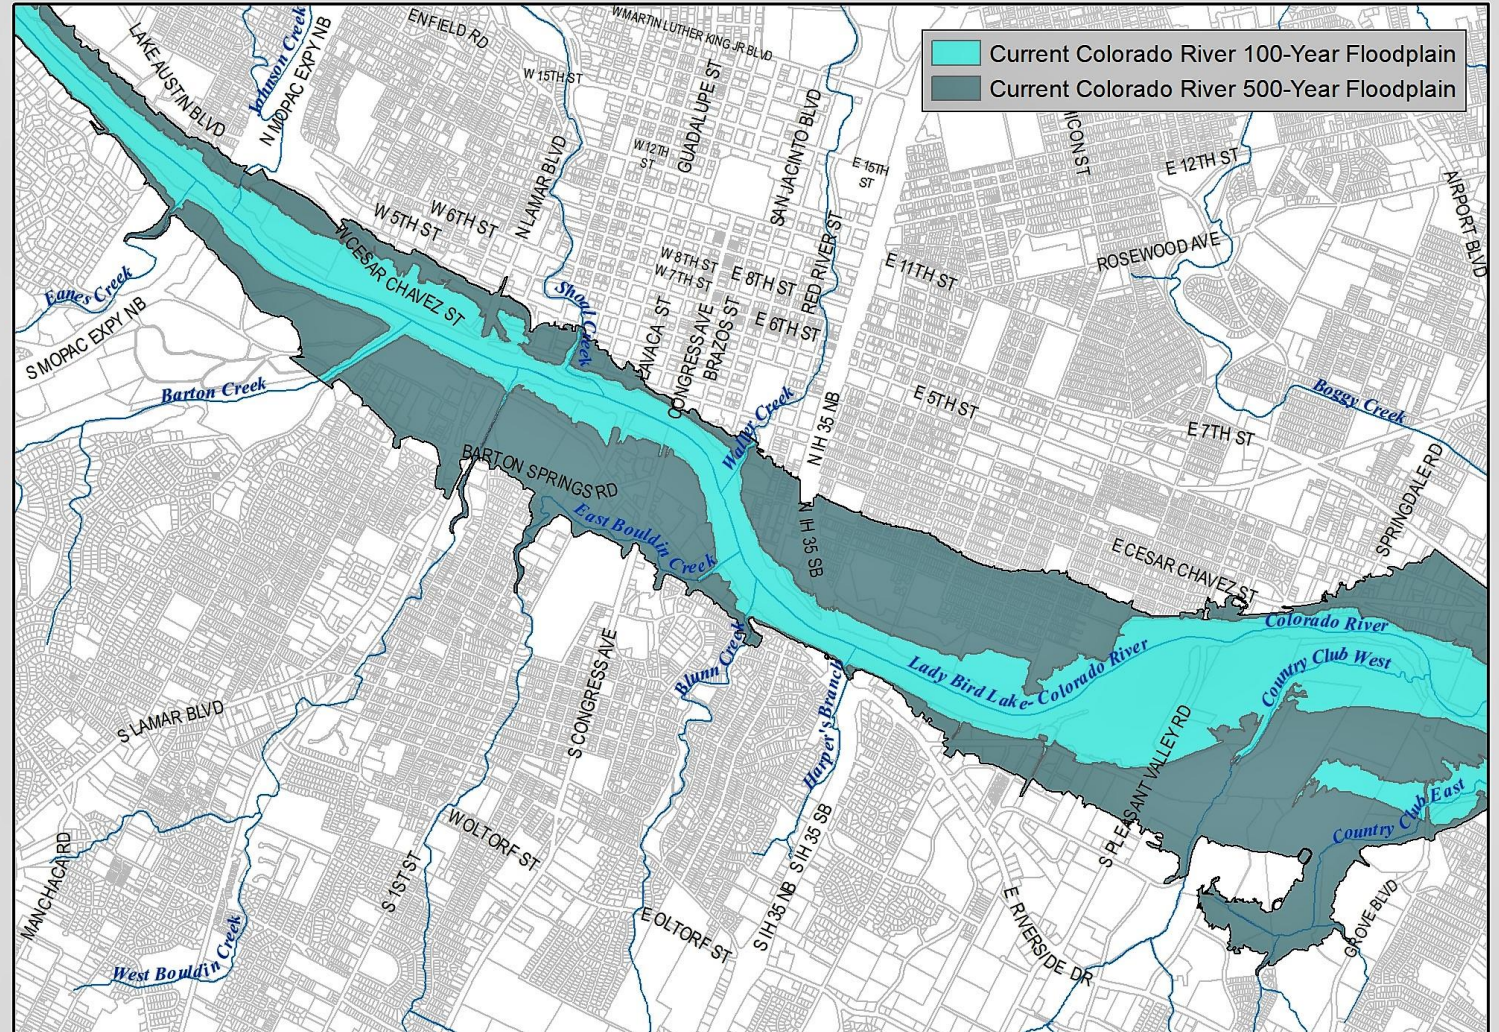 Current Colorado River 100-Year Floodplain
Current Colorado River 500-Year Floodplain
LAKE AUSTIN BLVD
Johnson Creek
N MOPAC EXPY NB
ENFIELD RD
W MARTIN LUTHER KING JR BLVD
W 15TH ST
GUADALUPE ST
SAN JACINTO BLVD
W 12TH
ST
E 15TH
ST
ICON ST
E 12TH ST
AIRPORT BLVD
N LAMAR BLVD
W 5TH ST
W 6TH ST
W CESAR CHAVEZ ST
W 8TH ST
W 7TH ST
E 8TH ST
RED RIVER ST
E 11TH ST
ROSEWOOD AVE
Eanes Creek
S MOPAC EXPY NB
Shoal Creek
LAVACA ST
CONGRESS AVE
BRAZOS ST
E 6TH ST
Barton Creek
Waller Creek
N IH 35 NB
E 5TH ST
E 7TH ST
Boggy Creek
SPRINGDALE RD
BARTON SPRINGS RD
East Bouldin Creek
N IH 35 SB
E CESAR CHAVEZ ST
Colorado River
Country Club West
Lady Bird Lake- Colorado River
Blunn Creek
Harper's Branch
S LAMAR BLVD
S CONGRESS AVE
S PLEASANT VALLEY RD
Country Club East
W OLTORF ST
S IH 35 SB
S IH 35 NB
MANCHACA RD
S 1ST ST
E OLTORF ST
E RIVERSIDE DR
GROVE BLVD
West Bouldin Creek